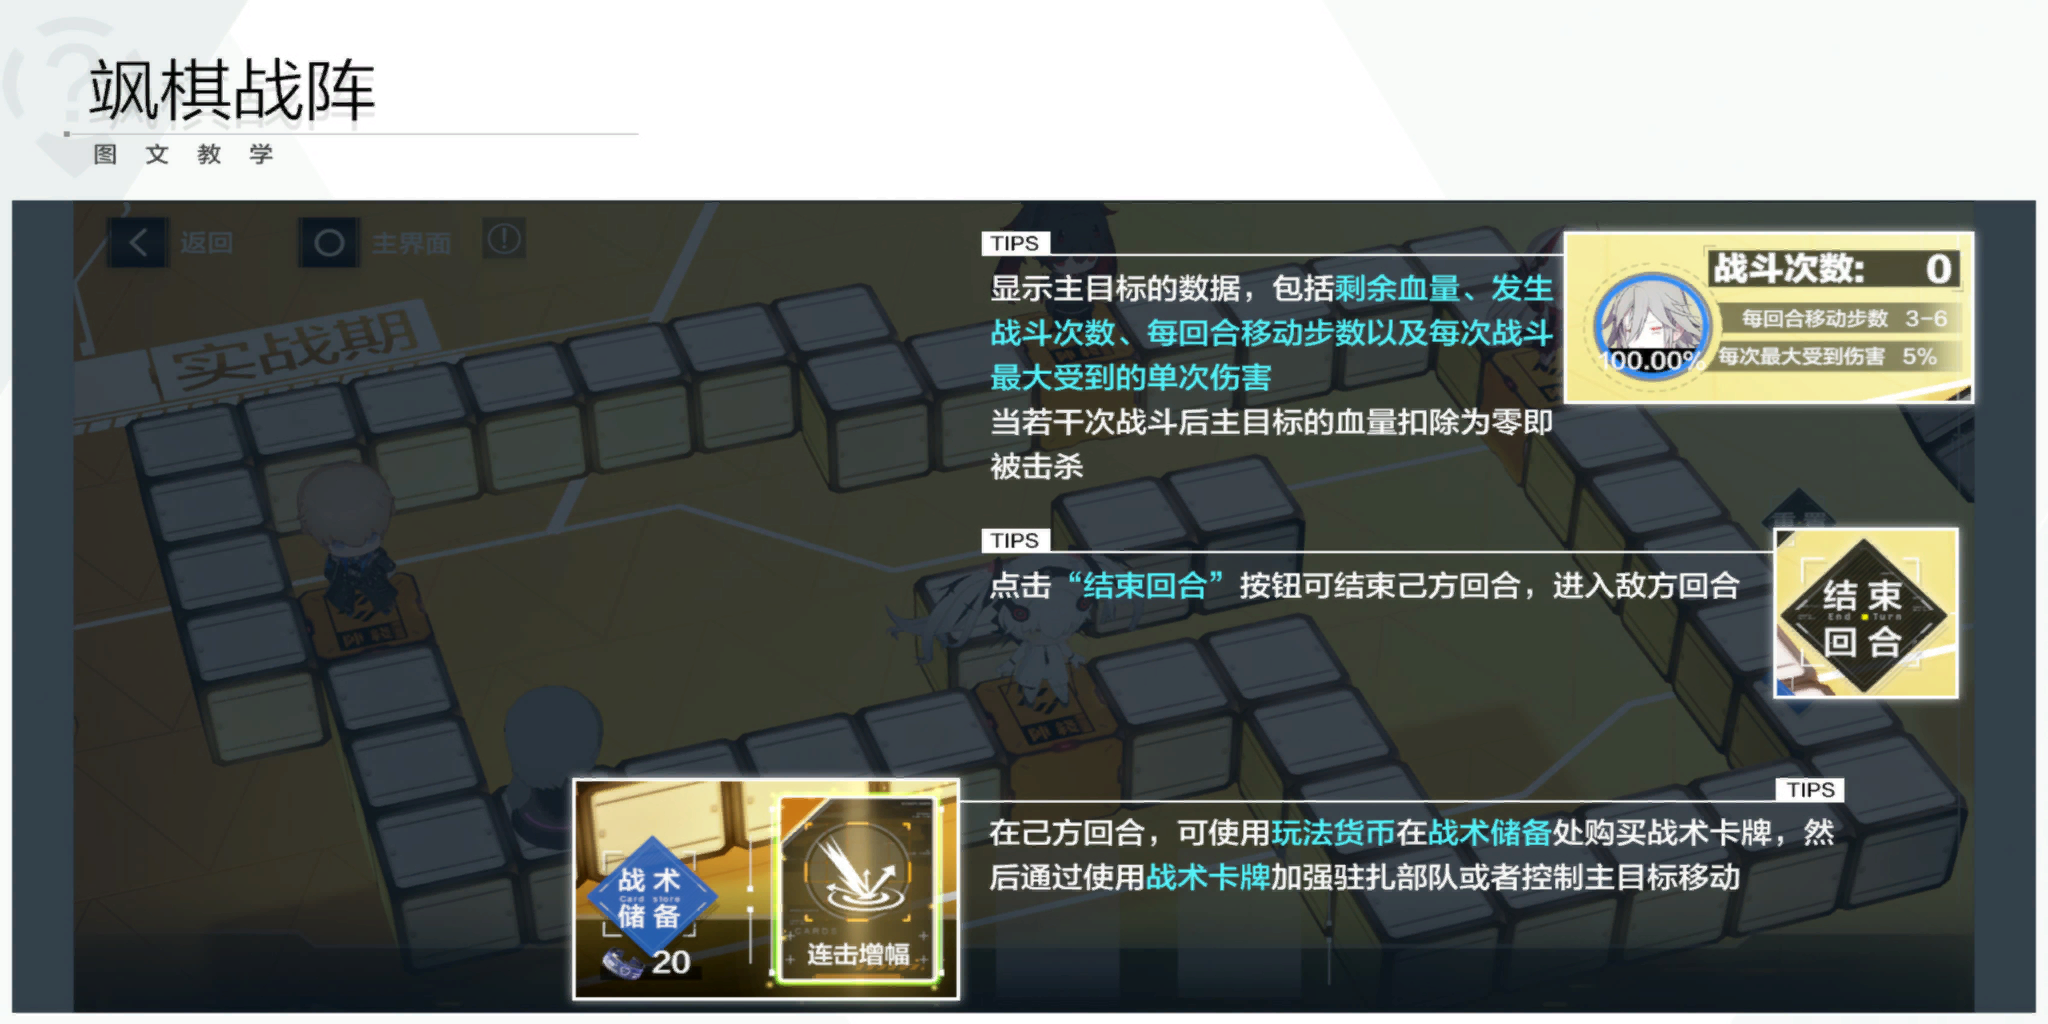 飒棋战阵
图文教学
返回
主界面
实战期
TIPS
显示主目标的数据，包括剩余血量、发生
战斗次数、每回合移动步数以及每次战斗
最大受到的单次伤害
当若干次战斗后主目标的血量扣除为零即
被击杀
战斗次数: 0
每回合移动步数 3-6
每次最大受到伤害 5%
100.00%
TIPS
点击“结束回合”按钮可结束己方回合，进入敌方回合
重置
结束
End Turn
回合
TIPS
在己方回合，可使用玩法货币在战术储备处购买战术卡牌，然
后通过使用战术卡牌加强驻扎部队或者控制主目标移动
战术
Card store
储备
20
CARDS
连击增幅